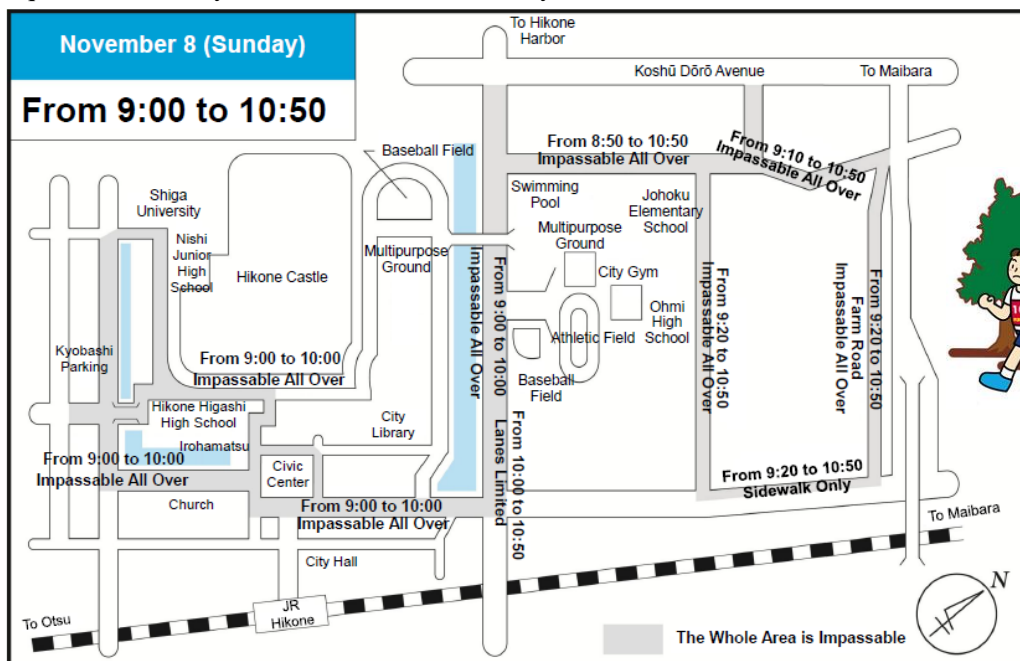 November 8 (Sunday)
From 9:00 to 10:50
To Hikone
Harbor
Koshū Dōrō Avenue
To Maibara
Baseball Field
From 8:50 to 10:50
Impassable All Over
From 9:10 to 10:50
Impassable All Over
Shiga
University
Nishi
Junior
High
School
Hikone Castle
Multipurpose
Ground
Swimming
Pool
Multipurpose
Ground
Johoku
Elementary
School
City Gym
Ohmi
High
School
Athletic Field
Baseball
Field
Impassable All Over
From 9:00 to 10:00
From 9:20 to 10:50
Impassable All Over
From 9:20 to 10:50
Farm Road
Impassable All Over
Kyobashi
Parking
From 9:00 to 10:00
Impassable All Over
Hikone Higashi
High School
Irohamatsu
City
Library
From 9:00 to 10:00
Impassable All Over
Civic
Center
From 10:00 to 10:50
Lanes Limited
From 9:20 to 10:50
Sidewalk Only
Church
From 9:00 to 10:00
Impassable All Over
To Maibara
City Hall
JR
Hikone
To Otsu
N
The Whole Area is Impassable